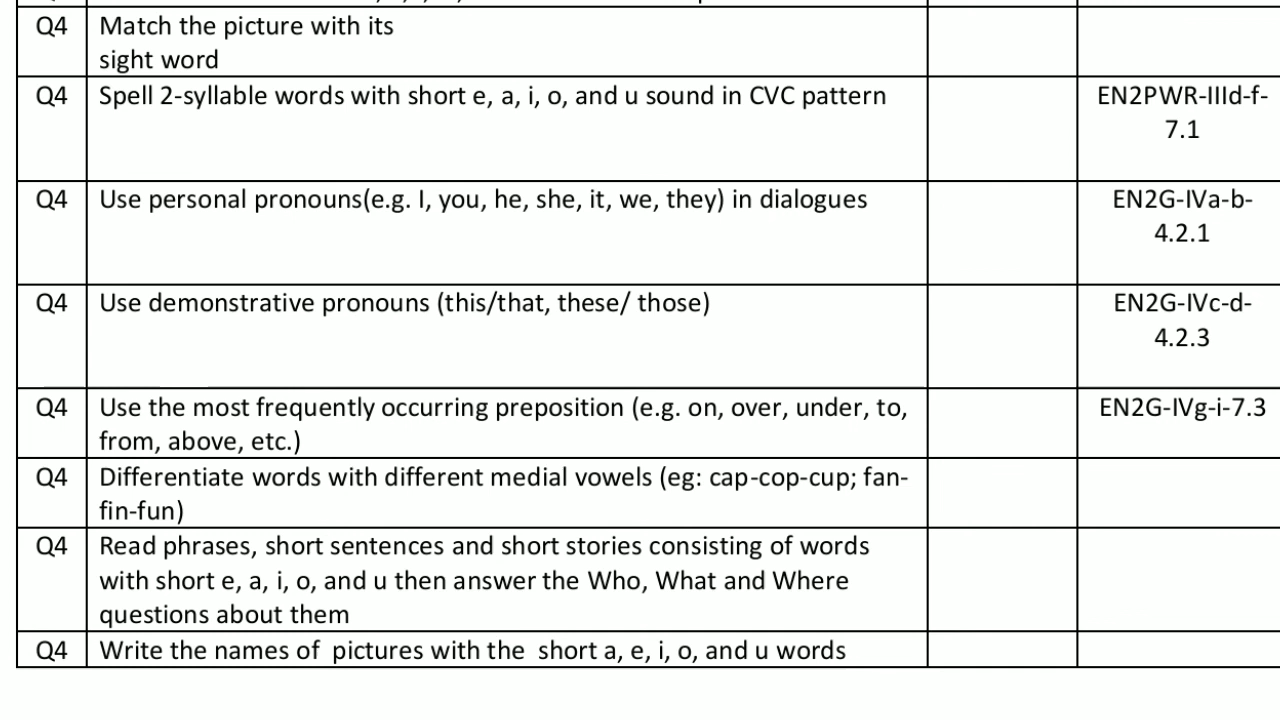 Q4 Match the picture with its
sight word
Q4 Spell 2-syllable words with short e, a, i, o, and u sound in CVC pattern EN2PWR-IIId-f-
7.1
Q4 Use personal pronouns(e.g. I, you, he, she, it, we, they) in dialogues EN2G-IVa-b-
4.2.1
Q4 Use demonstrative pronouns (this/that, these/ those) EN2G-IVc-d-
4.2.3
Q4 Use the most frequently occurring preposition (e.g. on, over, under, to, EN2G-IVg-i-7.3
from, above, etc.)
Q4 Differentiate words with different medial vowels (eg: cap-cop-cup; fan-
fin-fun)
Q4 Read phrases, short sentences and short stories consisting of words
with short e, a, i, o, and u then answer the Who, What and Where
questions about them
Q4 Write the names of pictures with the short a, e, i, o, and u words